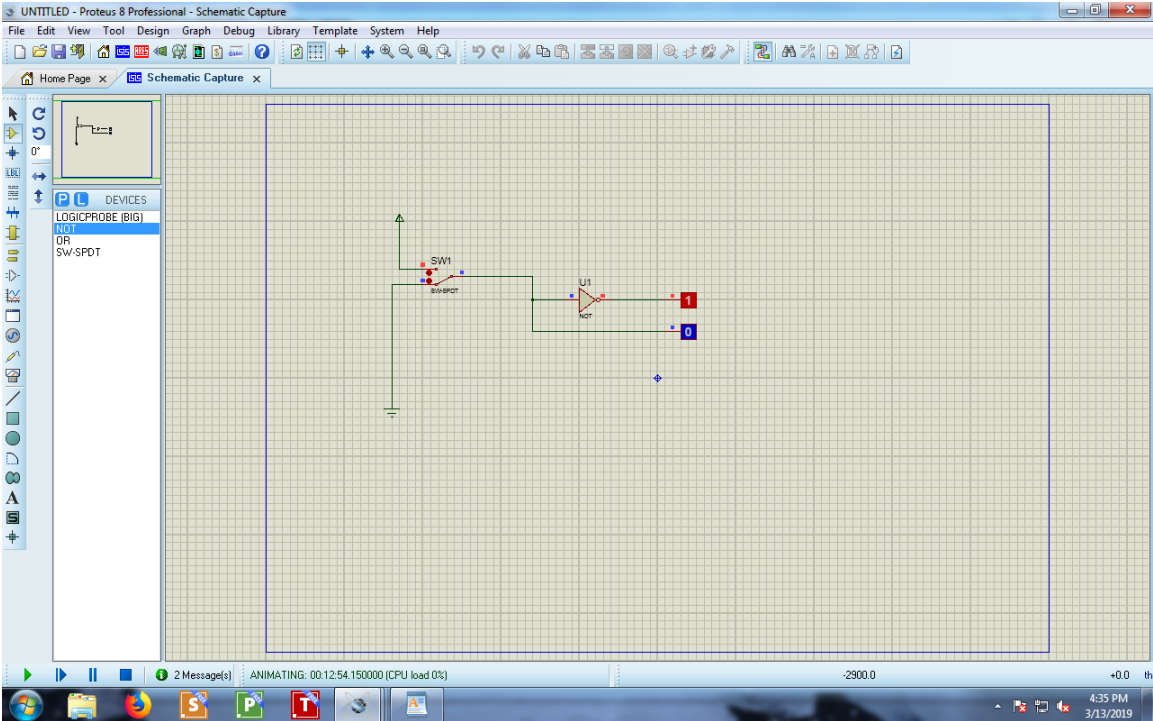 UNTITLED - Proteus 8 Professional - Schematic Capture
File Edit View Tool Design Graph Debug Library Template System Help
Home Page x Schematic Capture x
0°
LBL
P L DEVICES
LOGICPROBE (BIG)
NOT
OR
SW-SPDT
SW1
SW-SPDT
U1
NOT
1
0
A
S
2 Message(s) ANIMATING: 00:12:54.150000 (CPU load 0%) -2900.0 +0.0 th
S P T A
4:35 PM
3/13/2019